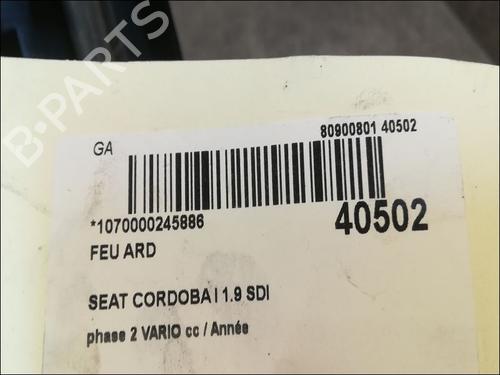 B-PARTS
GA
80900801 40502
*1070000245886
40502
FEU ARD
SEAT CORDOBA I 1.9 SDI
phase 2 VARIO cc / Année